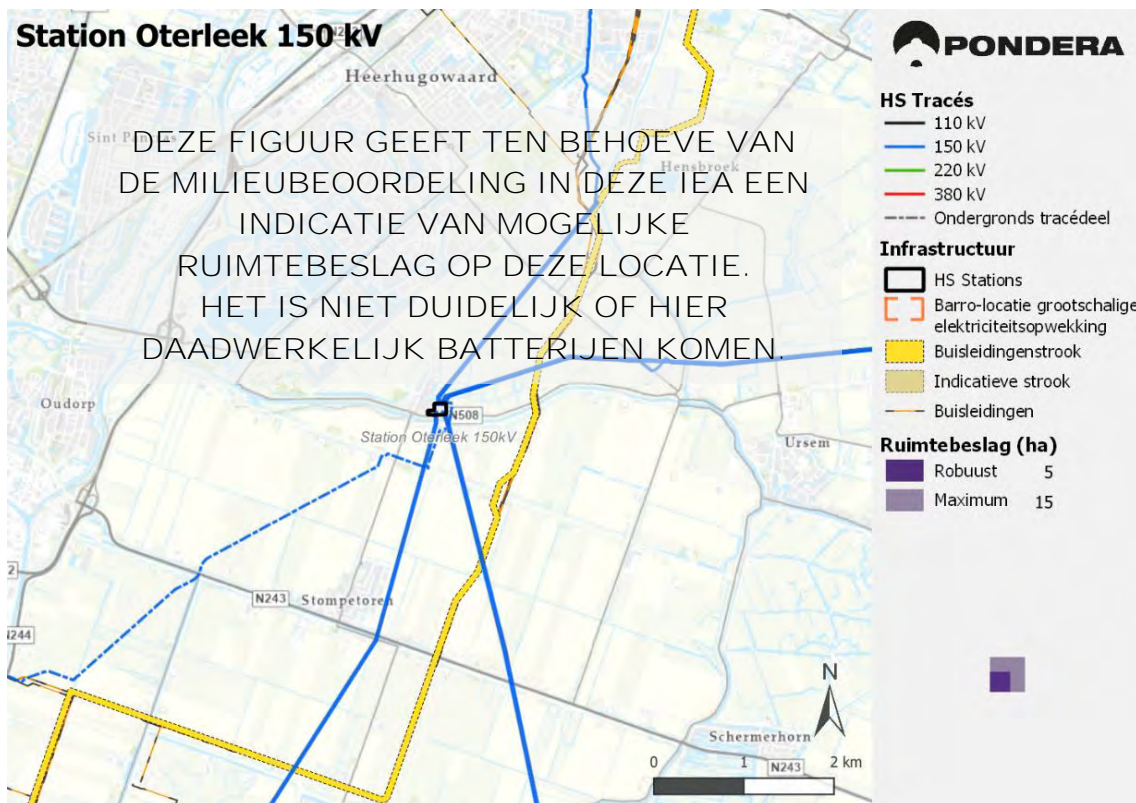 Station Oterleek 150 kV
Heerhugowaard
Sint Pancras
DEZE FIGUUR GEEFT TEN BEHOEVE VAN
Hensbroek
DE MILIEUBEOORDELING IN DEZE IEA EEN
INDICATIE VAN MOGELIJKE
RUIMTEBESLAG OP DEZE LOCATIE.
HET IS NIET DUIDELIJK OF HIER
DAADWERKELIJK BATTERIJEN KOMEN.
Oudorp
N508
Station Oterleek 150kV
Ursem
N243
Stompetoren
N244
Schermerhorn
N243
N
0 1 2 km
PONDERA
HS Tracés
110 kV
150 kV
220 kV
380 kV
Ondergronds tracédeel
Infrastructuur
HS Stations
Barro-locatie grootschalige
elektriciteitsopwekking
Buisleidingenstrook
Indicatieve strook
Buisleidingen
Ruimtebeslag (ha)
Robuust 5
Maximum 15